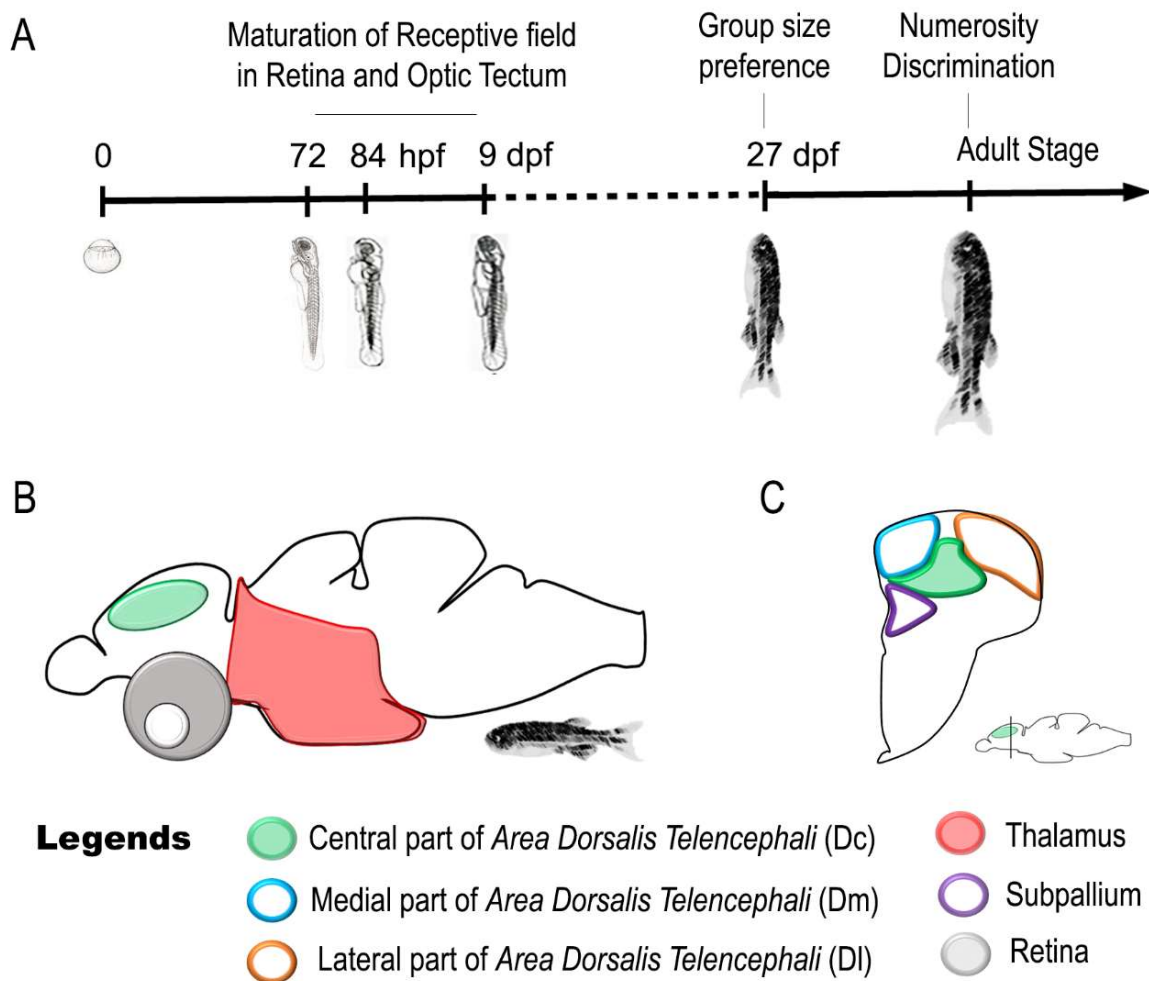 A
Maturation of Receptive field
in Retina and Optic Tectum
Group size
preference
Numerosity
Discrimination
0
72
84 hpf
9 dpf
27 dpf
Adult Stage
B
C
Legends
Central part of Area Dorsalis Telencephali (Dc)
Medial part of Area Dorsalis Telencephali (Dm)
Lateral part of Area Dorsalis Telencephali (Dl)
Thalamus
Subpallium
Retina